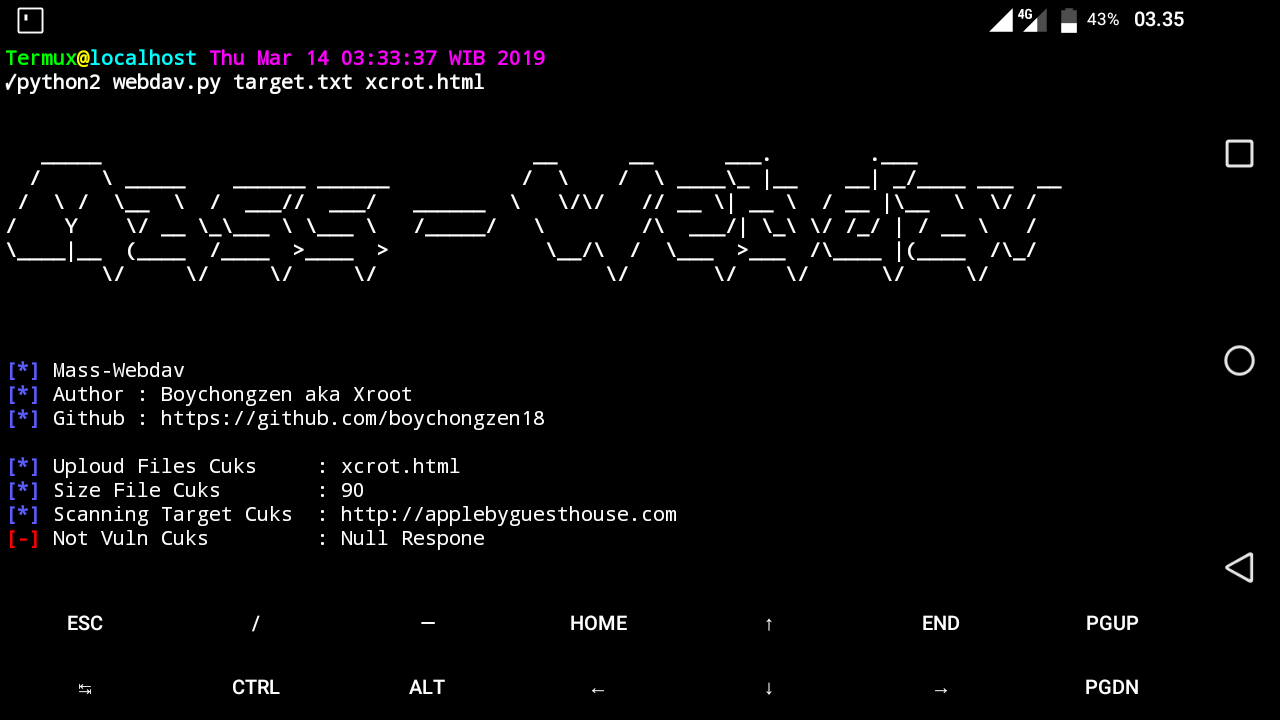 4G 43% 03.35
Termux@localhost Thu Mar 14 03:33:37 WIB 2019
✓python2 webdav.py target.txt xcrot.html
Mass - Webdav
[*] Mass-Webdav
[*] Author : Boychongzen aka Xroot
[*] Github : https://github.com/boychongzen18
[*] Uploud Files Cuks : xcrot.html
[*] Size File Cuks : 90
[*] Scanning Target Cuks : http://applebyguesthouse.com
[-] Not Vuln Cuks : Null Respone
ESC / — HOME ↑ END PGUP
↹ CTRL ALT ← ↓ → PGDN